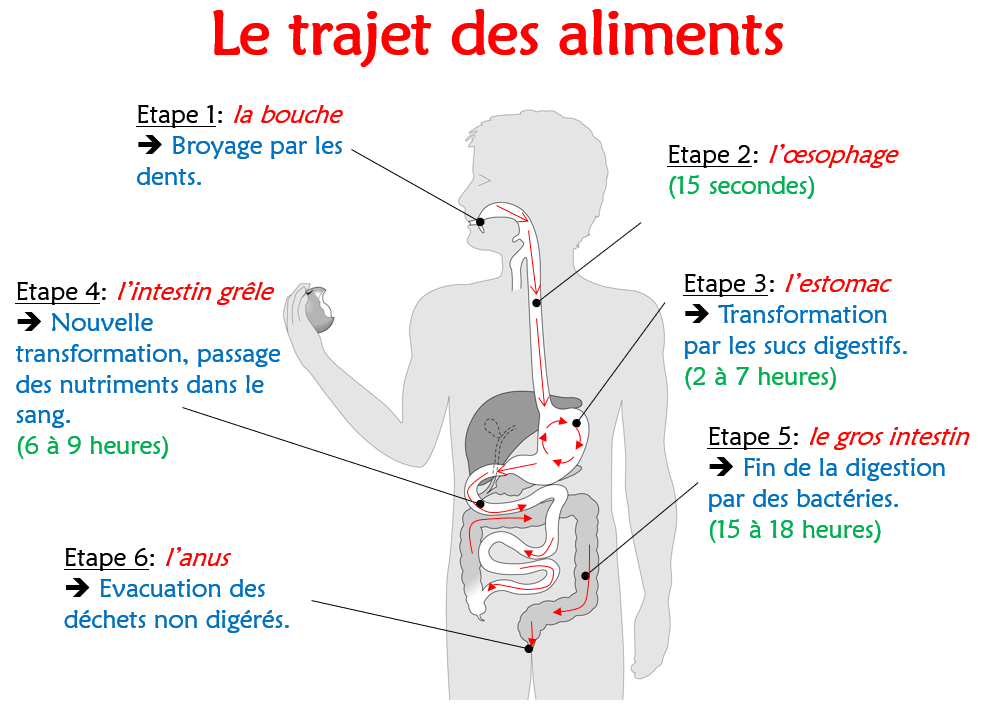 Le trajet des aliments
Etape 1: la bouche
➔ Broyage par les
dents.
Etape 2: l'œsophage
(15 secondes)
Etape 3: l'estomac
➔ Transformation
par les sucs digestifs.
(2 à 7 heures)
Etape 4: l'intestin grêle
➔ Nouvelle
transformation, passage
des nutriments dans le
sang.
(6 à 9 heures)
Etape 5: le gros intestin
➔ Fin de la digestion
par des bactéries.
(15 à 18 heures)
Etape 6: l'anus
➔ Evacuation des
déchets non digérés.